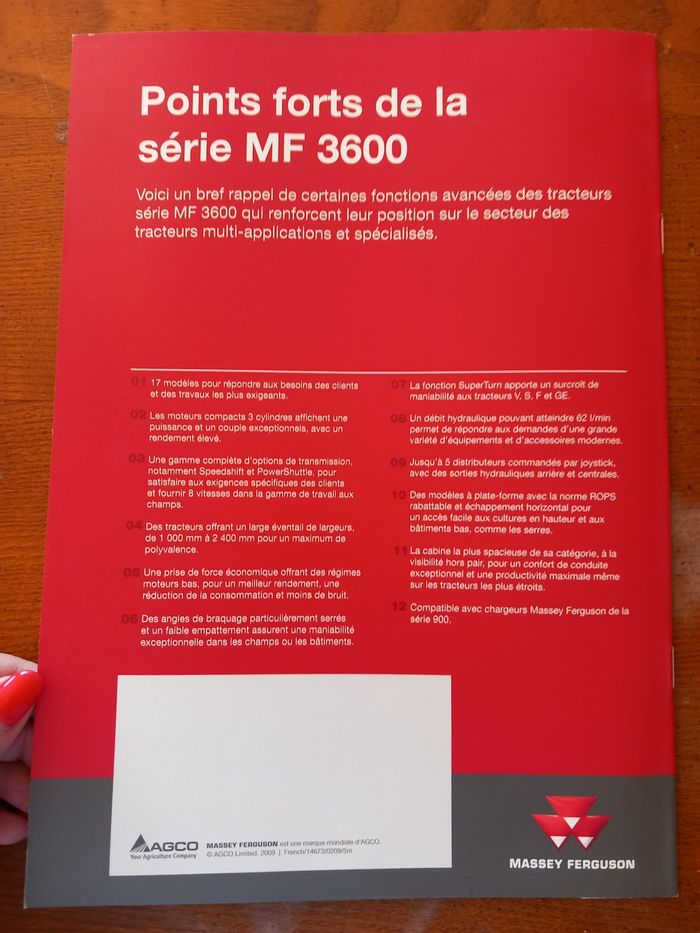 Points forts de la
série MF 3600
Voici un bref rappel de certaines fonctions avancées des tracteurs
série MF 3600 qui renforcent leur position sur le secteur des
tracteurs multi-applications et spécialisés.
01 17 modèles pour répondre aux besoins des clients
et des travaux les plus exigeants.
02 Les moteurs compacts 3 cylindres affichent une
puissance et un couple exceptionnels, avec un
rendement élevé.
03 Une gamme complète d'options de transmission,
notamment Speedshift et PowerShuttle, pour
satisfaire aux exigences spécifiques des clients
et fournir 8 vitesses dans la gamme de travail aux
champs.
04 Des tracteurs offrant un large éventail de largeurs,
de 1 000 mm à 2 400 mm pour un maximum de
polyvalence.
05 Une prise de force économique offrant des régimes
moteurs bas, pour un meilleur rendement, une
réduction de la consommation et moins de bruit.
06 Des angles de braquage particulièrement serrés
et un faible empattement assurent une maniabilité
exceptionnelle dans les champs ou les bâtiments.
07 La fonction SuperTurn apporte un surcroît de
maniabilité aux tracteurs V, S, F et GE.
08 Un débit hydraulique pouvant atteindre 62 l/min
permet de répondre aux demandes d'une grande
variété d'équipements et d'accessoires modernes.
09 Jusqu'à 5 distributeurs commandés par joystick,
avec des sorties hydrauliques arrière et centrales.
10 Des modèles à plate-forme avec la norme ROPS
rabattable et échappement horizontal pour
un accès facile aux cultures en hauteur et aux
bâtiments bas, comme les serres.
11 La cabine la plus spacieuse de sa catégorie, à la
visibilité hors pair, pour un confort de conduite
exceptionnel et une productivité maximale même
sur les tracteurs les plus étroits.
12 Compatible avec chargeurs Massey Ferguson de la
série 900.
AGCO
Your Agriculture Company
MASSEY FERGUSON est une marque mondiale d'AGCO.
© AGCO Limited. 2009 | French/14673/0209/5m
MASSEY FERGUSON